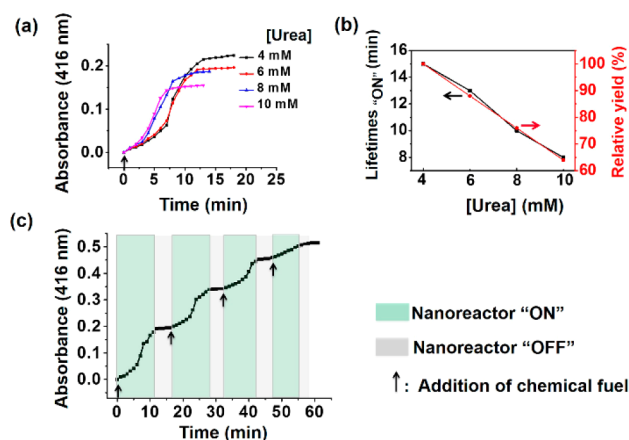 (a)
[Urea]
4 mM
6 mM
8 mM
10 mM
0.2
0.1
0.0
Absorbance (416 nm)
0 5 10 15 20 25
Time (min)
(b)
16
14
12
10
8
Lifetimes "ON" (min)
100
90
80
70
60
Relative yield (%)
4 6 8 10
[Urea] (mM)
(c)
0.5
0.4
0.3
0.2
0.1
0.0
Absorbance (416 nm)
0 10 20 30 40 50 60
Time (min)
Nanoreactor "ON"
Nanoreactor "OFF"
: Addition of chemical fuel